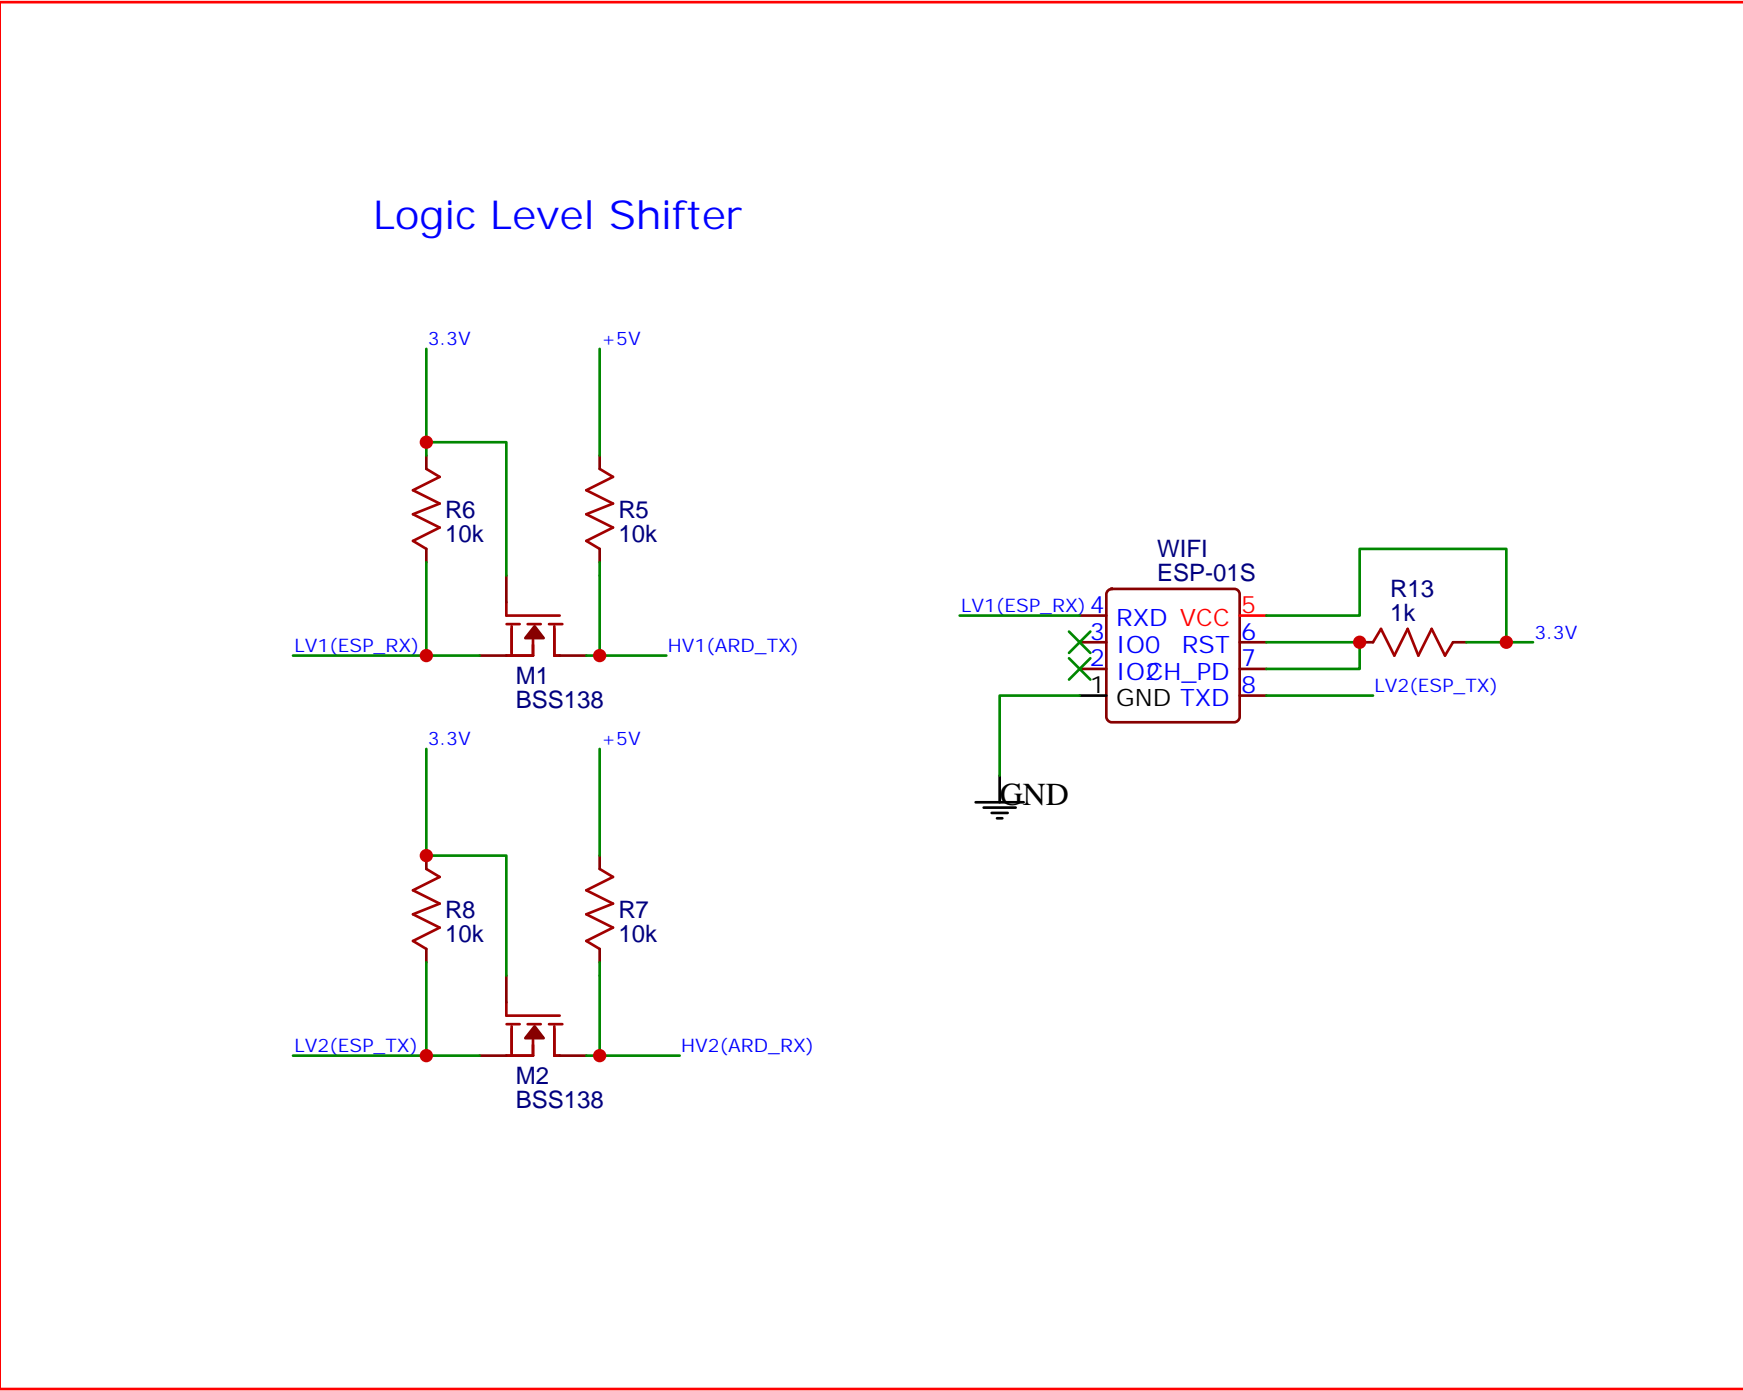 Logic Level Shifter
3.3V
+5V
R6
10k
R5
10k
LV1(ESP_RX)
HV1(ARD_TX)
M1
BSS138
3.3V
+5V
R8
10k
R7
10k
LV2(ESP_TX)
HV2(ARD_RX)
M2
BSS138
WIFI
ESP-01S
R13
1k
LV1(ESP_RX) 4 RXD VCC 5
3 IO0 RST 6
3.3V
2 IO2 CH_PD 7
1 GND TXD 8
LV2(ESP_TX)
GND